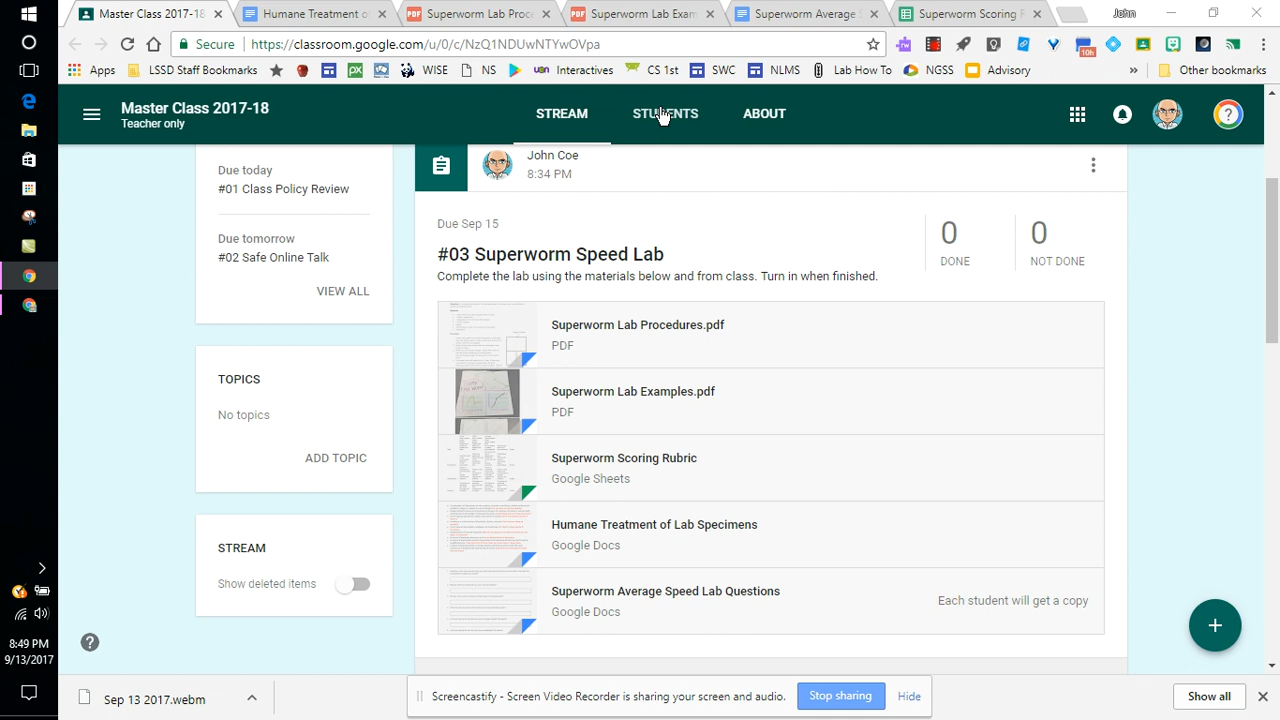 Master Class 2017-18
Humane Treatment of
Superworm Lab Proce
Superworm Lab Exam
Superworm Average S
Superworm Scoring R
John
Secure
https://classroom.google.com/u/0/c/NzQ1NDUwNTYwOVpa
10h
Apps
LSSD Staff Bookmarks
WISE
NS
Interactives
CS 1st
SWC
NLMS
Lab How To
NGSS
Advisory
Other bookmarks
Master Class 2017-18
Teacher only
STREAM
STUDENTS
ABOUT
Due today
#01 Class Policy Review
Due tomorrow
#02 Safe Online Talk
VIEW ALL
TOPICS
No topics
ADD TOPIC
STREAM
Show deleted items
John Coe
8:34 PM
Due Sep 15
#03 Superworm Speed Lab
Complete the lab using the materials below and from class. Turn in when finished.
0
DONE
0
NOT DONE
Superworm Lab Procedures.pdf
PDF
Superworm Lab Examples.pdf
PDF
Superworm Scoring Rubric
Google Sheets
Humane Treatment of Lab Specimens
Google Docs
Superworm Average Speed Lab Questions
Google Docs
Each student will get a copy
8:49 PM
9/13/2017
Sep 13 2017.webm
Screencastify - Screen Video Recorder is sharing your screen and audio.
Stop sharing
Hide
Show all